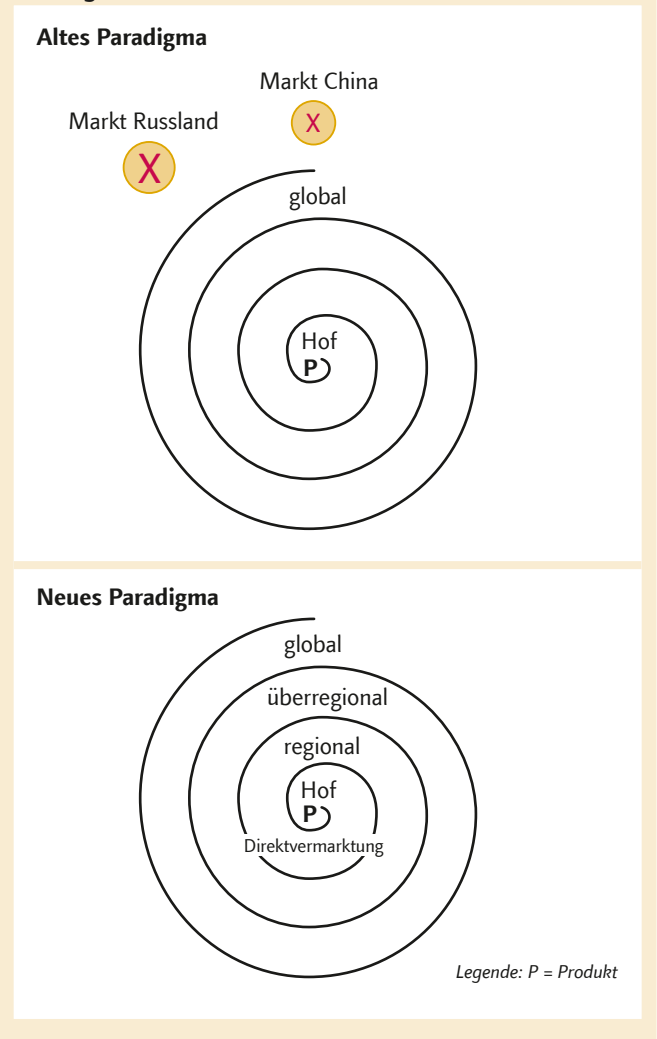 Altes Paradigma
Markt China
X
Markt Russland
X
global
Hof
P
Neues Paradigma
global
überregional
regional
Hof
P
Direktvermarktung
Legende: P = Produkt